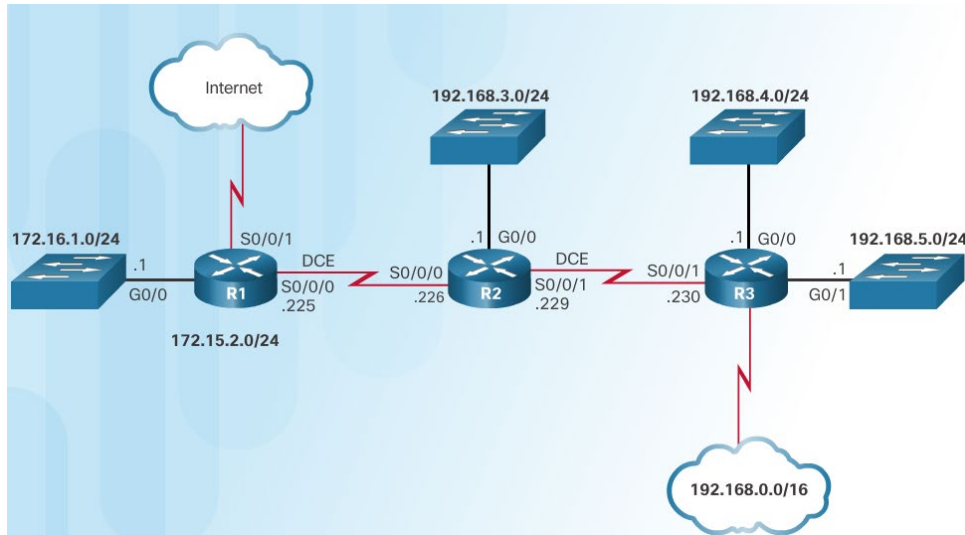 Internet
192.168.3.0/24
192.168.4.0/24
172.16.1.0/24
S0/0/1
.1
G0/0
DCE
S0/0/0
.225
R1
172.15.2.0/24
S0/0/0
.226
.1
G0/0
R2
DCE
S0/0/1
.229
S0/0/1
.230
.1
G0/0
R3
192.168.5.0/24
.1
G0/1
192.168.0.0/16